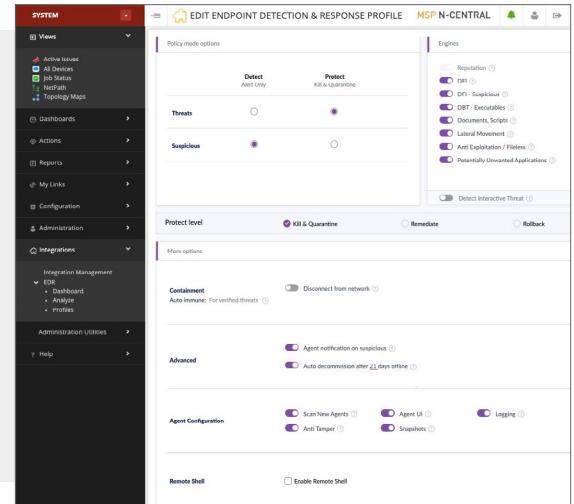 SYSTEM
EDIT ENDPOINT DETECTION & RESPONSE PROFILE
MSP N-CENTRAL
Views
Active Issues
All Devices
Job Status
NetPath
Topology Maps
Dashboards
Actions
Reports
My Links
Configuration
Administration
Integrations
Integration Management
EDR
Dashboard
Analyze
Profiles
Administration Utilities
Help
Policy mode options
Detect
Alert Only
Protect
Kill & Quarantine
Threats
Suspicious
Engines
Reputation
DFI
DFI - Suspicious
DBT - Executables
Documents, Scripts
Lateral Movement
Anti Exploitation / Fileless
Potentially Unwanted Applications
Detect Interactive Threat
Protect level
Kill & Quarantine
Remediate
Rollback
More options
Containment
Auto immune: For verified threats
Disconnect from network
Advanced
Agent notification on suspicious
Auto decommission after 21 days offline
Agent Configuration
Scan New Agents
Agent UI
Logging
Anti Tamper
Snapshots
Remote Shell
Enable Remote Shell